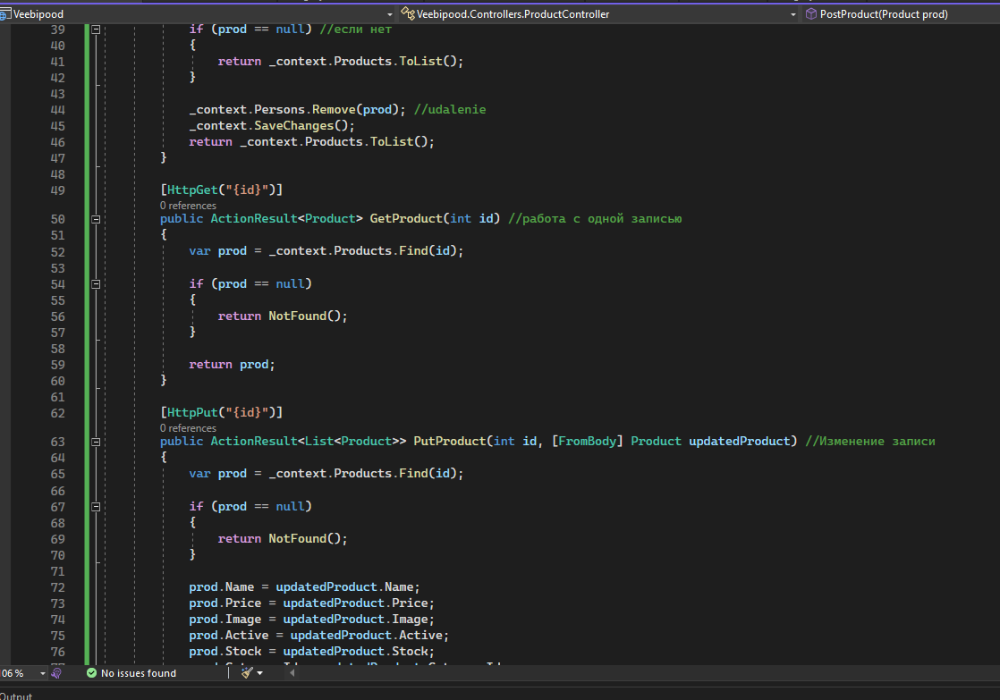 Veebipood Veebipood.Controllers.ProductController PostProduct(Product prod)
39 if (prod == null) //если нет
40 {
41 return _context.Products.ToList();
42 }
43
44 _context.Persons.Remove(prod); //udalenie
45 _context.SaveChanges();
46 return _context.Products.ToList();
47 }
48
49 [HttpGet("{id}")]
0 references
50 public ActionResult<Product> GetProduct(int id) //работа с одной записью
51 {
52 var prod = _context.Products.Find(id);
53
54 if (prod == null)
55 {
56 return NotFound();
57 }
58
59 return prod;
60 }
61
62 [HttpPut("{id}")]
0 references
63 public ActionResult<List<Product>> PutProduct(int id, [FromBody] Product updatedProduct) //Изменение записи
64 {
65 var prod = _context.Products.Find(id);
66
67 if (prod == null)
68 {
69 return NotFound();
70 }
71
72 prod.Name = updatedProduct.Name;
73 prod.Price = updatedProduct.Price;
74 prod.Image = updatedProduct.Image;
75 prod.Active = updatedProduct.Active;
76 prod.Stock = updatedProduct.Stock;
06 % No issues found
Output